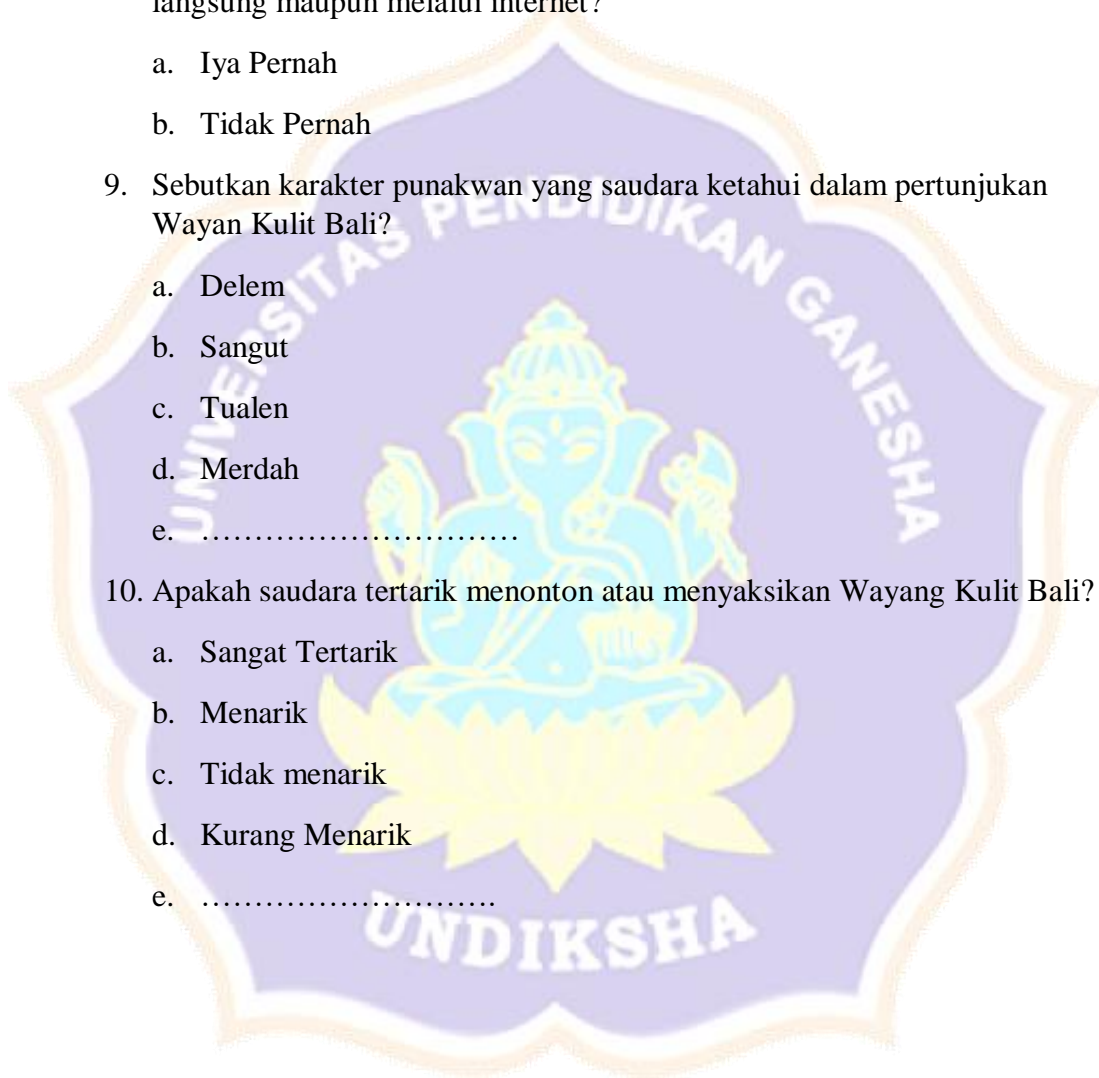 langsung maupun melalui internet?
a. Iya Pernah
b. Tidak Pernah
9. Sebutkan karakter punakwan yang saudara ketahui dalam pertunjukan
Wayan Kulit Bali?
a. Delem
b. Sangut
c. Tualen
d. Merdah
e. …………………………
10. Apakah saudara tertarik menonton atau menyaksikan Wayang Kulit Bali?
a. Sangat Tertarik
b. Menarik
c. Tidak menarik
d. Kurang Menarik
e. ……………………….
UNIVERSITAS PENDIDIKAN GANESHA
UNDIKSHA